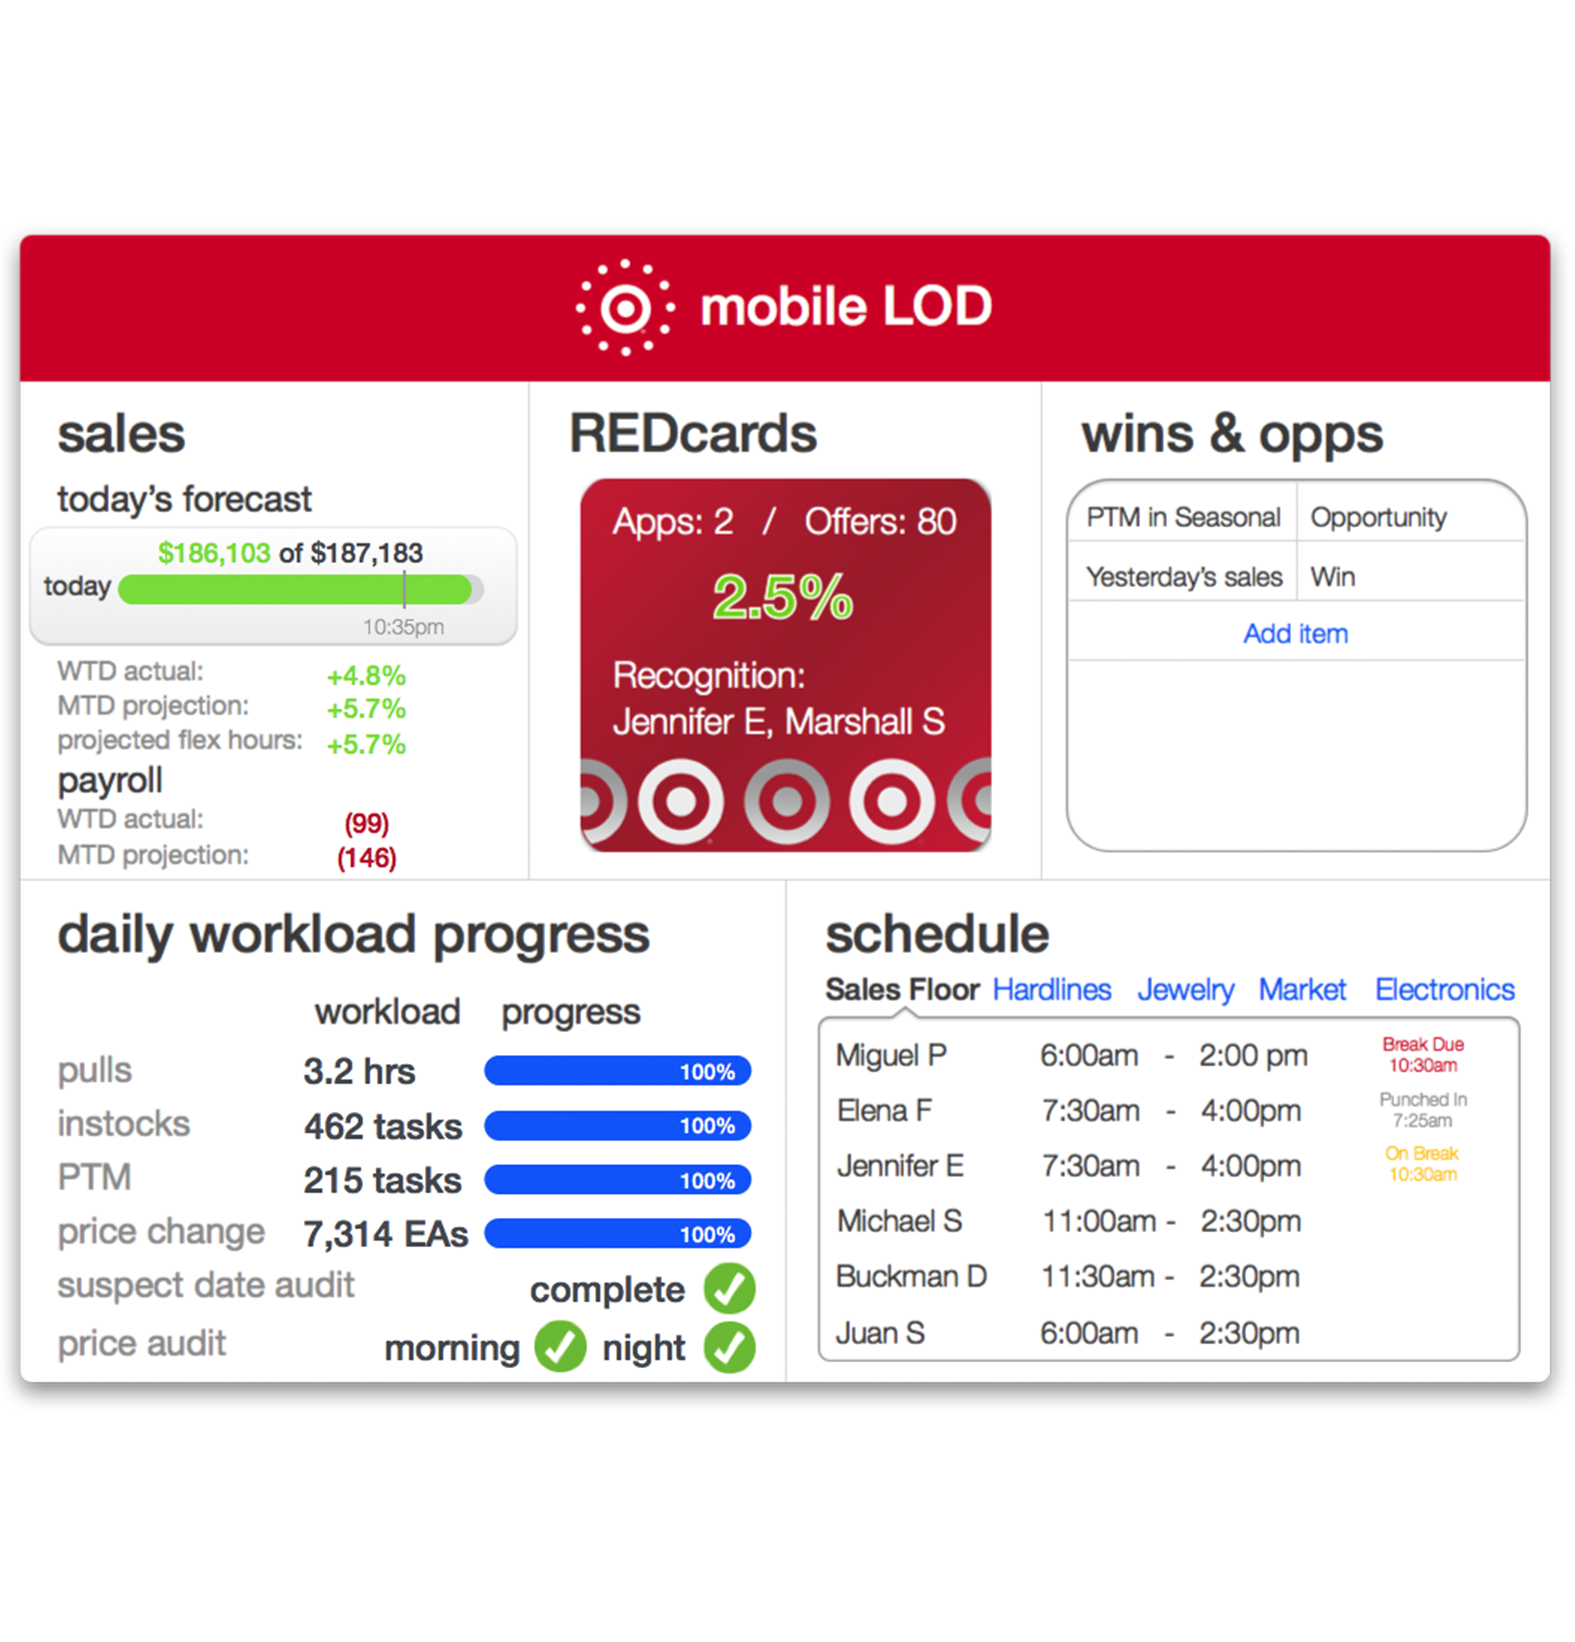 mobile LOD
sales
today's forecast
$186,103 of $187,183
today
10:35pm
WTD actual: +4.8%
MTD projection: +5.7%
projected flex hours: +5.7%
payroll
WTD actual: (99)
MTD projection: (146)
REDcards
Apps: 2 / Offers: 80
2.5%
Recognition:
Jennifer E, Marshall S
wins & opps
PTM in Seasonal Opportunity
Yesterday's sales Win
Add item
daily workload progress
workload progress
pulls 3.2 hrs 100%
instocks 462 tasks 100%
PTM 215 tasks 100%
price change 7,314 EAs 100%
suspect date audit complete
price audit morning night
schedule
Sales Floor Hardlines Jewelry Market Electronics
Miguel P 6:00am - 2:00 pm Break Due
10:30am
Elena F 7:30am - 4:00pm Punched In
7:25am
Jennifer E 7:30am - 4:00pm On Break
10:30am
Michael S 11:00am - 2:30pm
Buckman D 11:30am - 2:30pm
Juan S 6:00am - 2:30pm